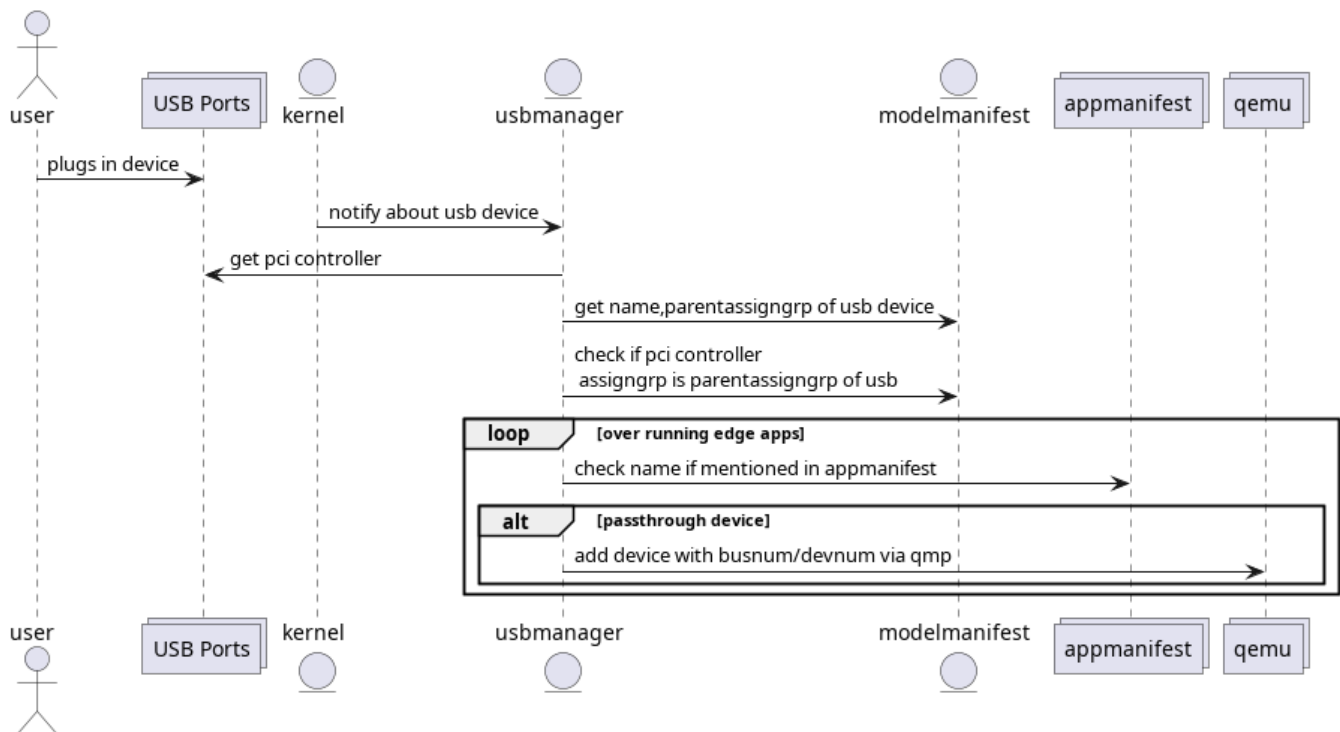 user
USB Ports
kernel
usbmanager
modelmanifest
appmanifest
qemu
plugs in device
notify about usb device
get pci controller
get name,parentassigngrp of usb device
check if pci controller
assigngrp is parentassigngrp of usb
loop [over running edge apps]
check name if mentioned in appmanifest
alt [passthrough device]
add device with busnum/devnum via qmp
user
USB Ports
kernel
usbmanager
modelmanifest
appmanifest
qemu